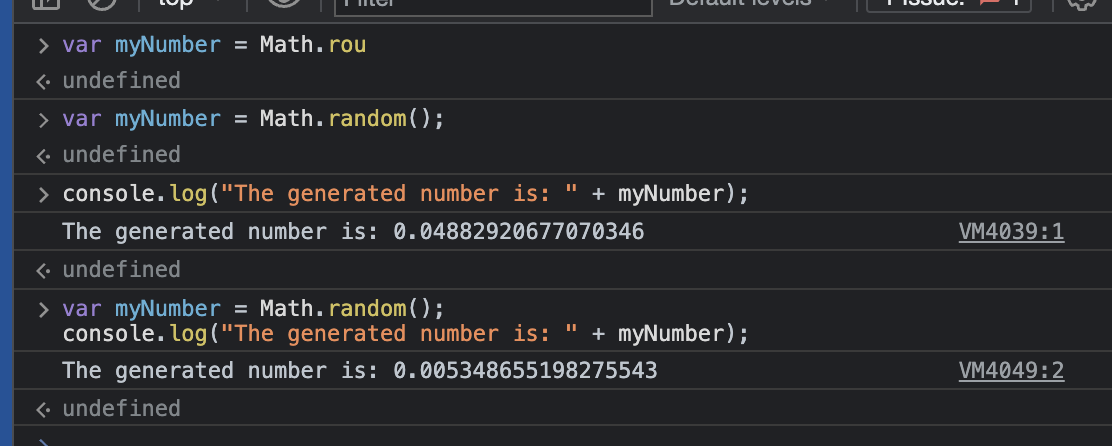 top Filter Default levels 1 Issue: 1
> var myNumber = Math.rou
<· undefined
> var myNumber = Math.random();
<· undefined
> console.log("The generated number is: " + myNumber);
The generated number is: 0.04882920677070346 VM4039:1
<· undefined
> var myNumber = Math.random();
console.log("The generated number is: " + myNumber);
The generated number is: 0.005348655198275543 VM4049:2
<· undefined
>